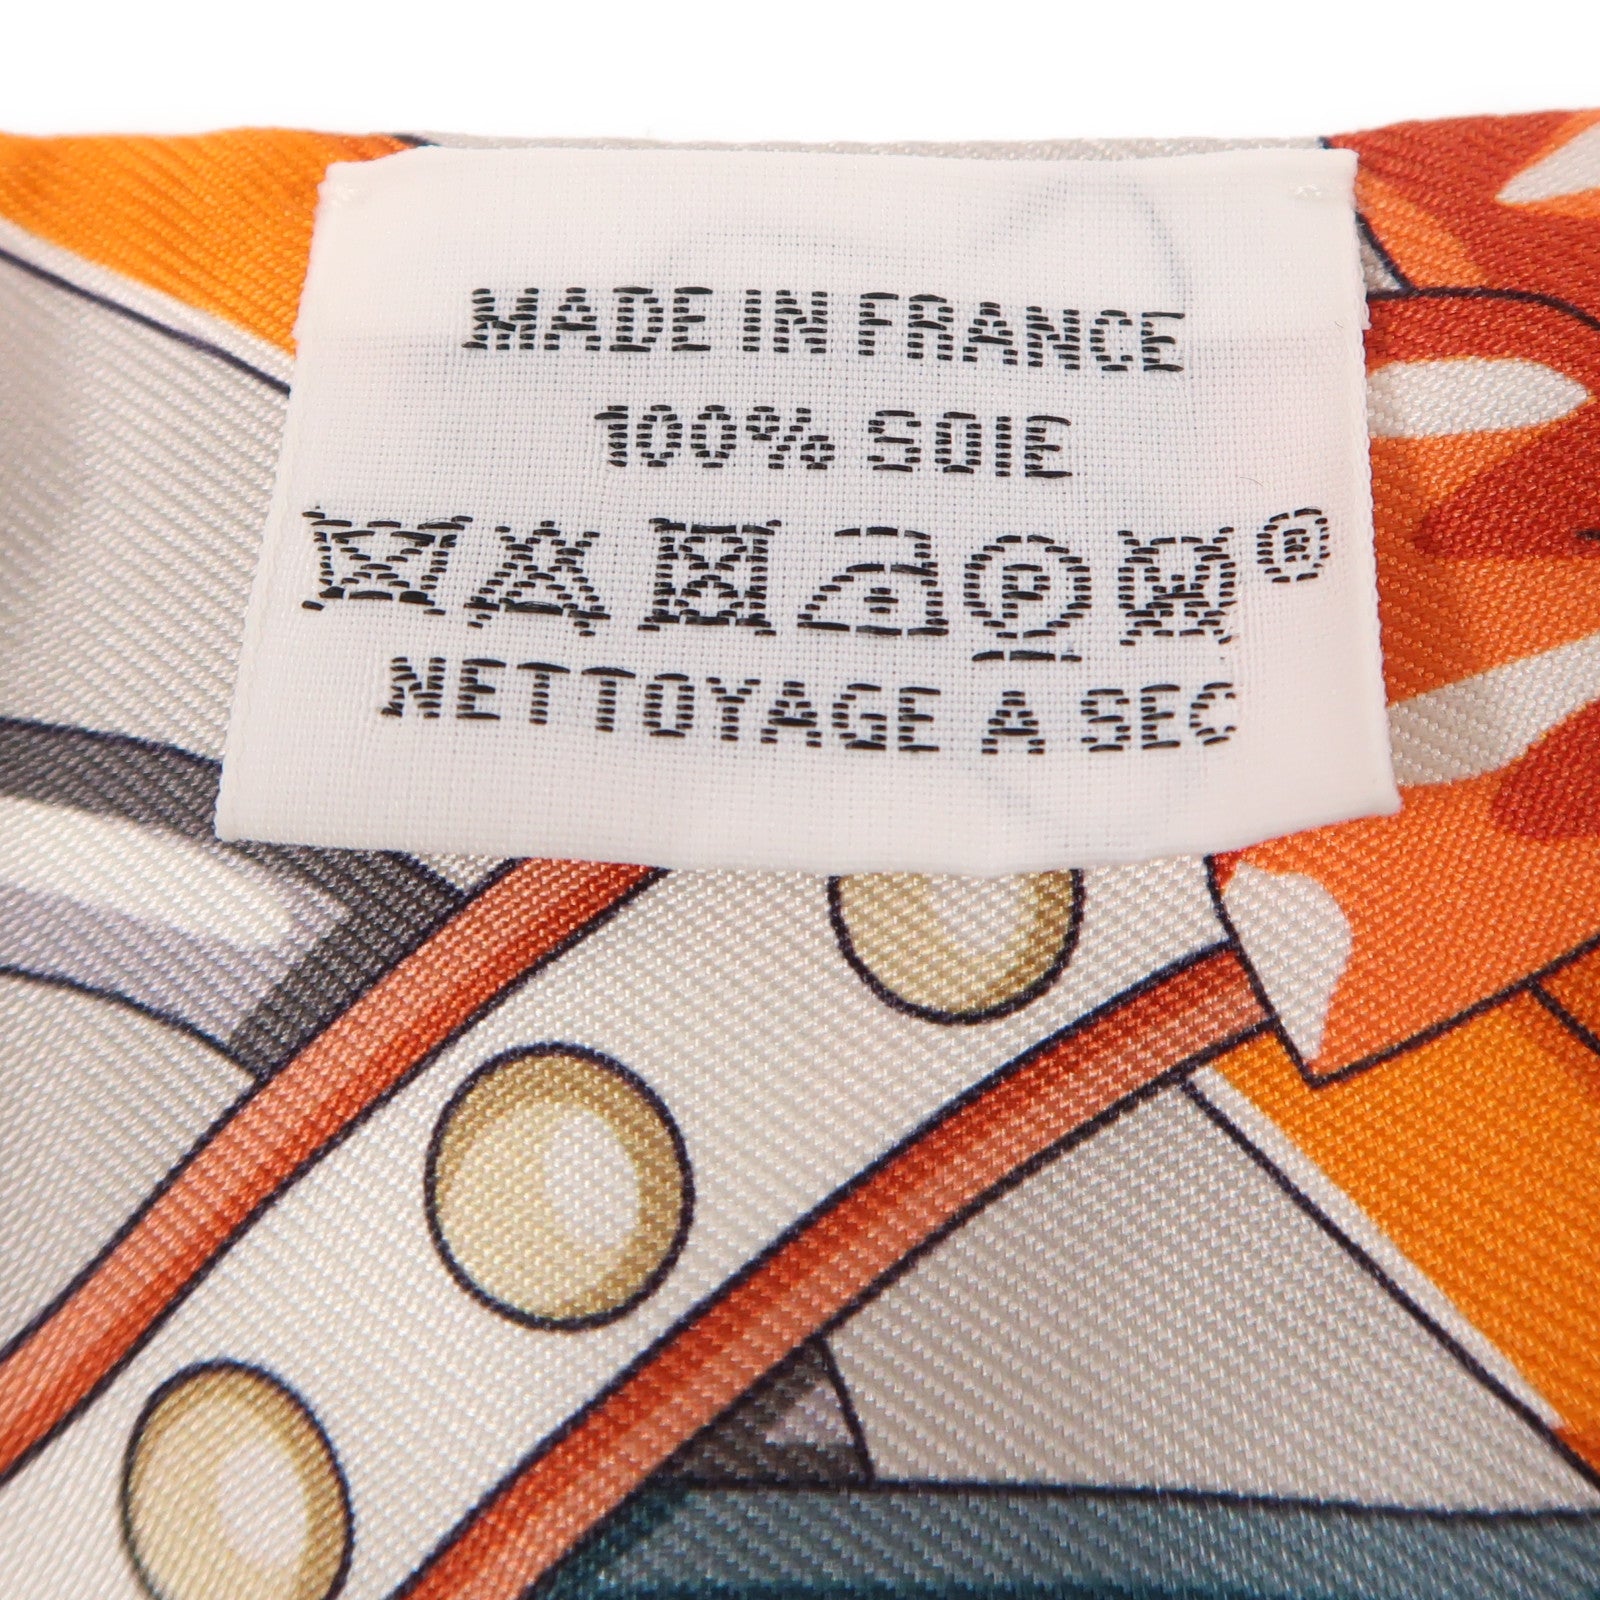 MADE IN FRANCE
100% SOIE
P W ®
NETTOYAGE A SEC